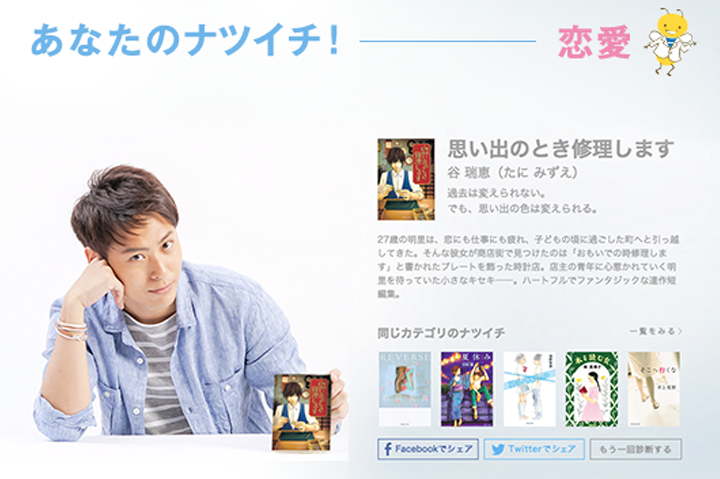 あなたのナツイチ！
恋愛
思い出のとき修理します
谷 瑞恵（たに みずえ）
過去は変えられない。
でも、思い出の色は変えられる。
27歳の明里は、恋にも仕事にも疲れ、子どもの頃に過ごした町へと引っ越
してきた。そんな彼女が商店街で見つけたのは「おもいでの時修理しま
す」と書かれたプレートを飾った時計店。店主の青年に心惹かれていく明
里を待っていた小さなキセキ──。ハートフルでファンタジックな連作短
編集。
同じカテゴリのナツイチ
一覧をみる〉
REVERSE
夏休み
本を読む女
そこへ行くな
Facebookでシェア
Twitterでシェア
もう一回診断する